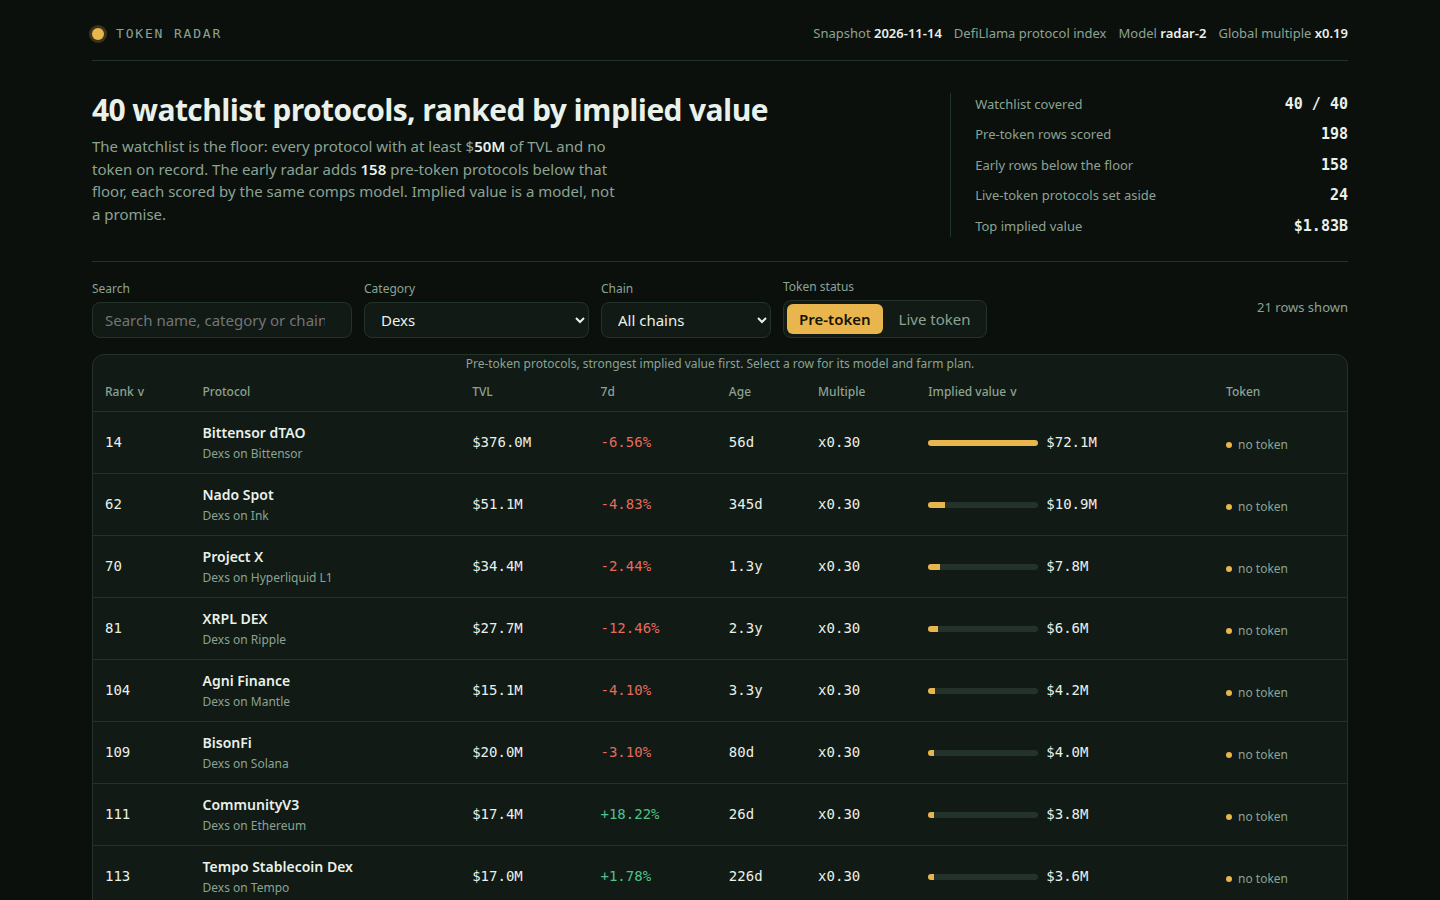 TOKEN RADAR
Snapshot 2026-11-14 DefiLlama protocol index Model radar-2 Global multiple x0.19
40 watchlist protocols, ranked by implied value
The watchlist is the floor: every protocol with at least $50M of TVL and no
token on record. The early radar adds 158 pre-token protocols below that
floor, each scored by the same comps model. Implied value is a model, not
a promise.
Watchlist covered 40 / 40
Pre-token rows scored 198
Early rows below the floor 158
Live-token protocols set aside 24
Top implied value $1.83B
Search Category Chain Token status
Search name, category or chain Dexs All chains Pre-token Live token
21 rows shown
Pre-token protocols, strongest implied value first. Select a row for its model and farm plan.
Rank v Protocol TVL 7d Age Multiple Implied value v Token
14 Bittensor dTAO $376.0M -6.56% 56d x0.30 $72.1M no token
Dexs on Bittensor
62 Nado Spot $51.1M -4.83% 345d x0.30 $10.9M no token
Dexs on Ink
70 Project X $34.4M -2.44% 1.3y x0.30 $7.8M no token
Dexs on Hyperliquid L1
81 XRPL DEX $27.7M -12.46% 2.3y x0.30 $6.6M no token
Dexs on Ripple
104 Agni Finance $15.1M -4.10% 3.3y x0.30 $4.2M no token
Dexs on Mantle
109 BisonFi $20.0M -3.10% 80d x0.30 $4.0M no token
Dexs on Solana
111 CommunityV3 $17.4M +18.22% 26d x0.30 $3.8M no token
Dexs on Ethereum
113 Tempo Stablecoin Dex $17.0M +1.78% 226d x0.30 $3.6M no token
Dexs on Tempo